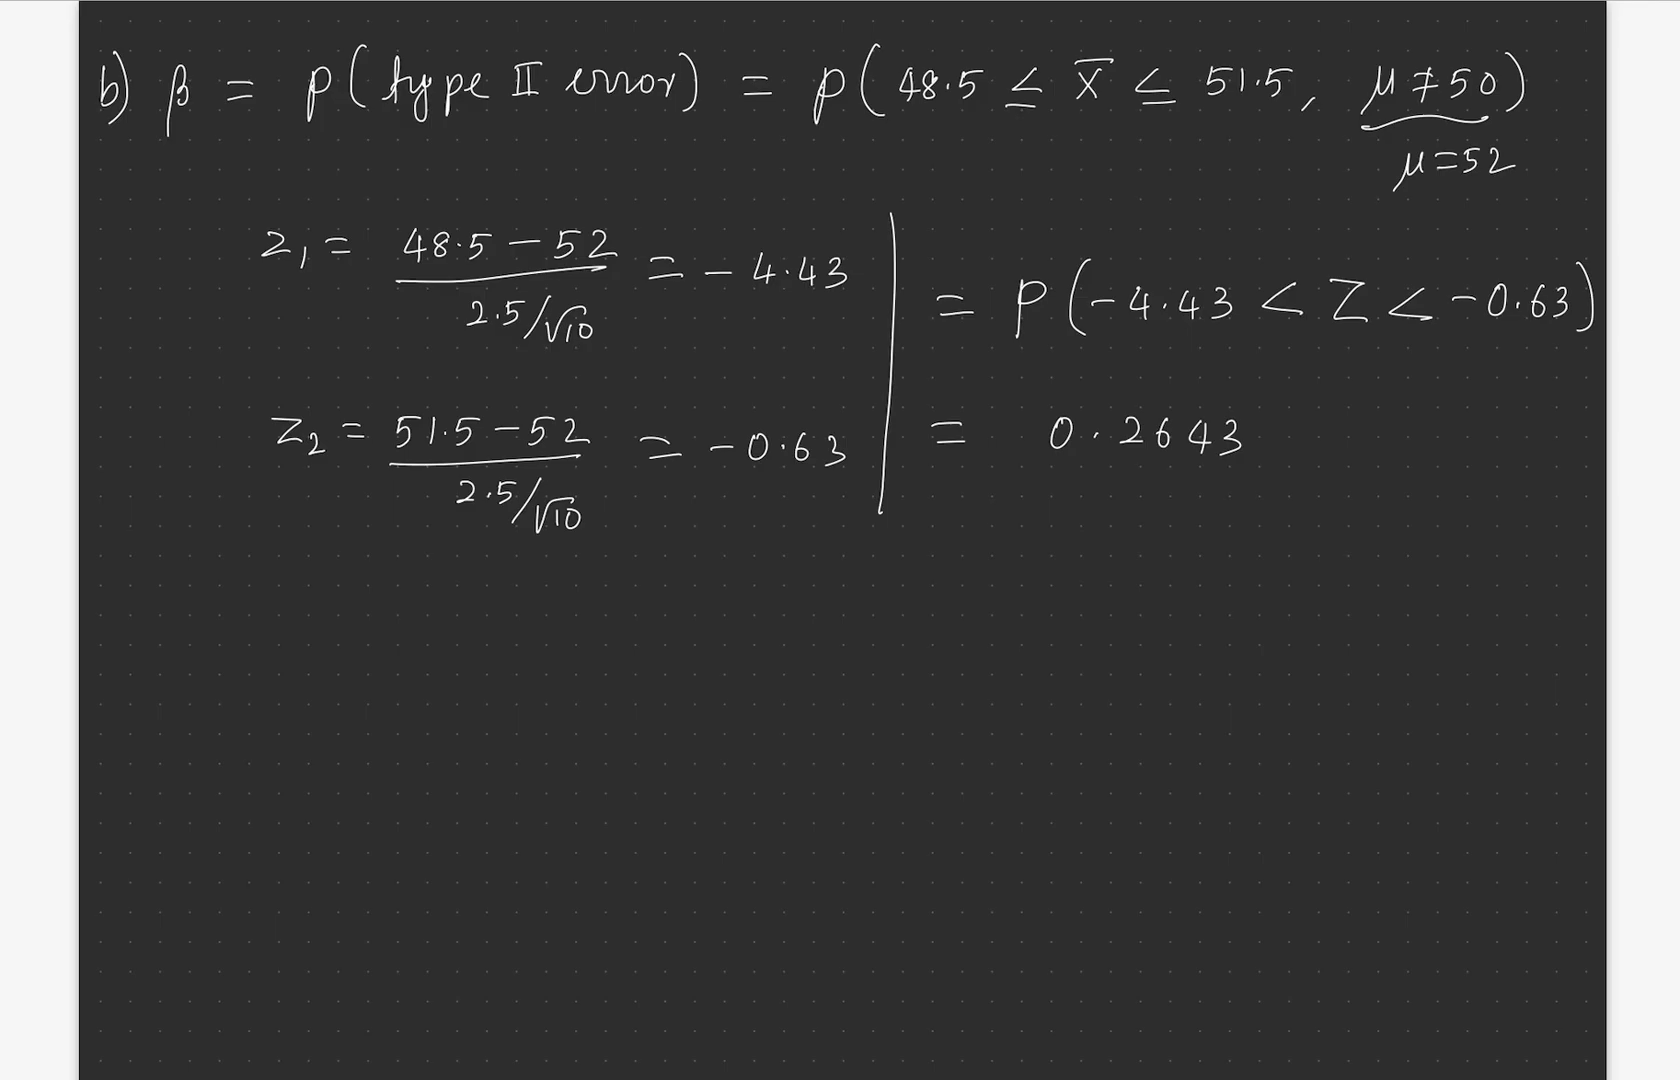 b) β = p(type II error) = p(48.5 ≤ X̄ ≤ 51.5, μ≠50)
μ=52
z₁ = 48.5 − 52 / 2.5/√10 = − 4.43
= P(−4.43 < Z < −0.63)
Z₂ = 51.5 − 52 / 2.5/√10 = −0.63
= 0.2643